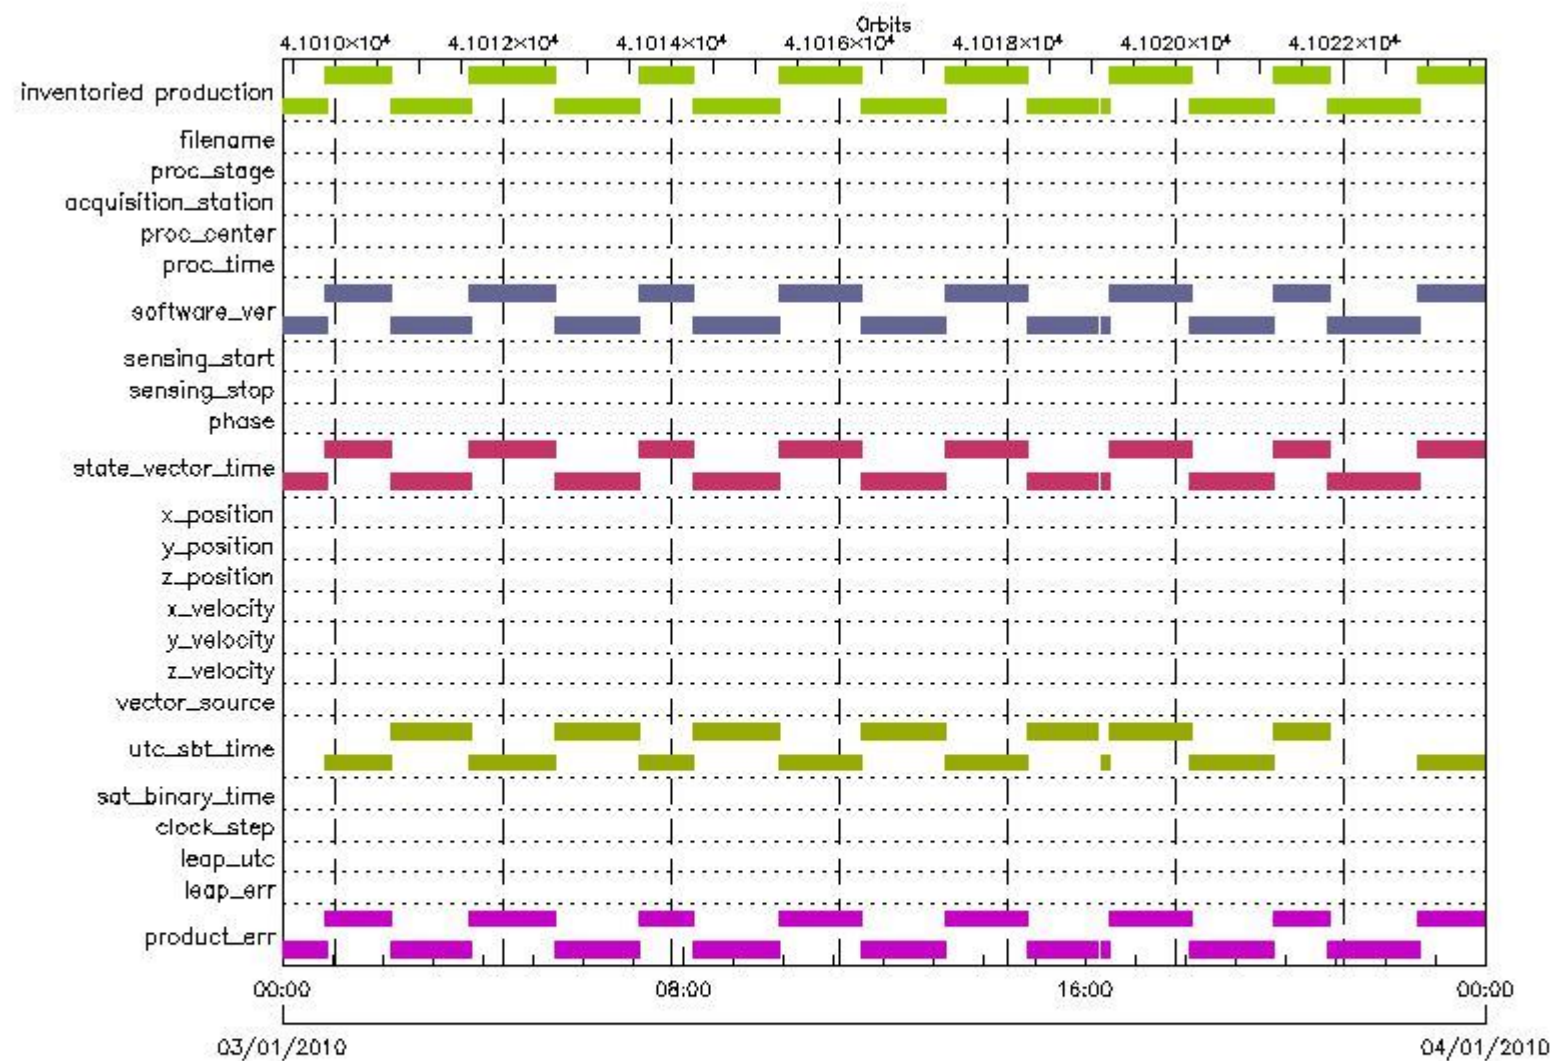 Orbits
4.1010×10⁴ 4.1012×10⁴ 4.1014×10⁴ 4.1016×10⁴ 4.1018×10⁴ 4.1020×10⁴ 4.1022×10⁴
inventoried production
filename
proc_stage
acquisition_station
proc_center
proc_time
software_ver
sensing_start
sensing_stop
phase
state_vector_time
x_position
y_position
z_position
x_velocity
y_velocity
z_velocity
vector_source
utc_sbt_time
sat_binary_time
clock_step
leap_utc
leap_err
product_err
00:00 08:00 16:00 00:00
03/01/2010 04/01/2010